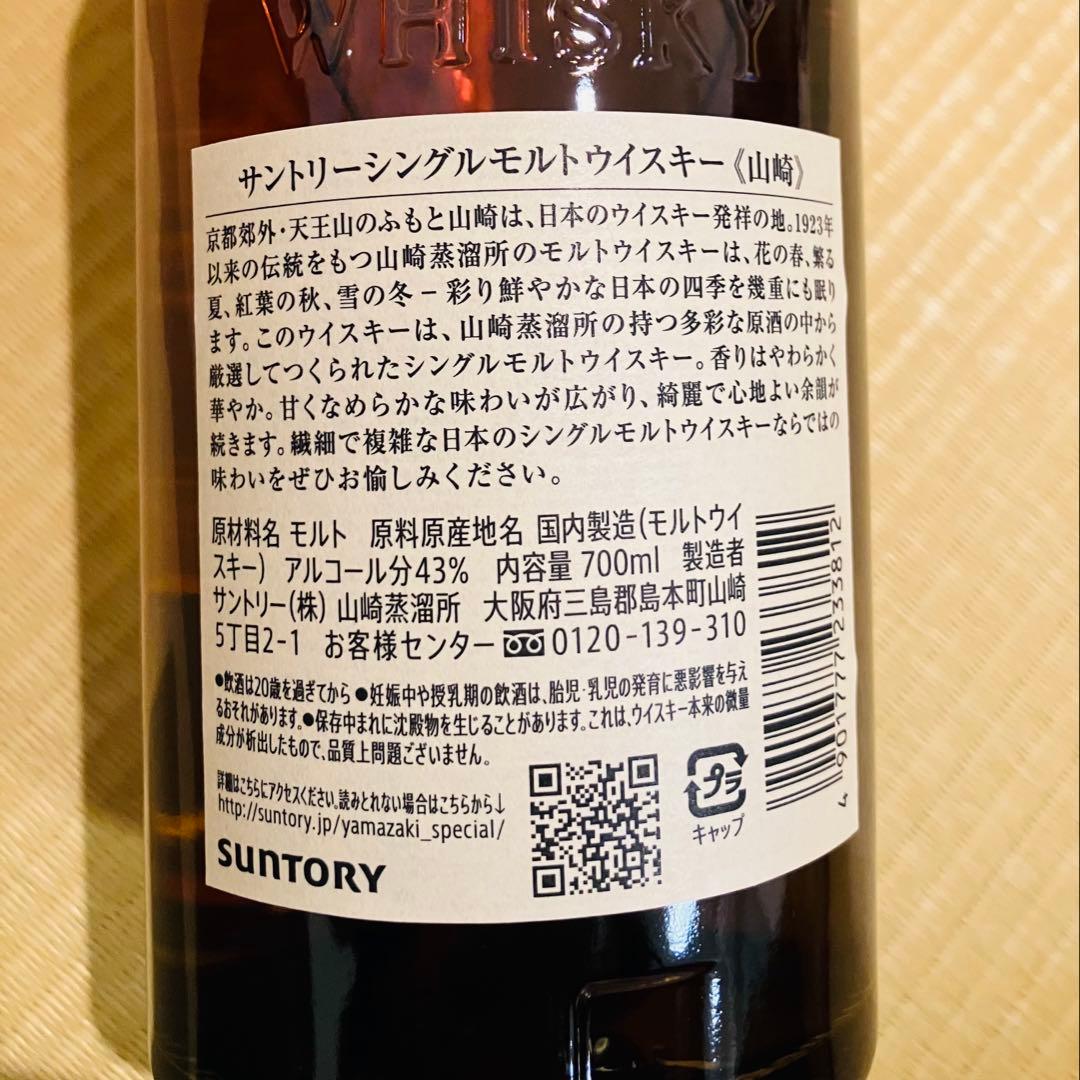 WHISKY
サントリーシングルモルトウイスキー《山崎》
京都郊外・天王山のふもと山崎は、日本のウイスキー発祥の地。1923年
以来の伝統をもつ山崎蒸溜所のモルトウイスキーは、花の春、繁る
夏、紅葉の秋、雪の冬－彩り鮮やかな日本の四季を幾重にも眠り
ます。このウイスキーは、山崎蒸溜所の持つ多彩な原酒の中から
厳選してつくられたシングルモルトウイスキー。香りはやわらかく
華やか。甘くなめらかな味わいが広がり、綺麗で心地よい余韻が
続きます。繊細で複雑な日本のシングルモルトウイスキーならではの
味わいをぜひお愉しみください。
原材料名 モルト 原料原産地名 国内製造(モルトウイ
スキー) アルコール分43% 内容量 700ml 製造者
サントリー(株) 山崎蒸溜所 大阪府三島郡島本町山崎
5丁目2-1 お客様センター 0120-139-310
●飲酒は20歳を過ぎてから ●妊娠中や授乳期の飲酒は、胎児・乳児の発育に悪影響を与え
るおそれがあります。●保存中まれに沈殿物を生じることがあります。これは、ウイスキー本来の微量
成分が析出したもので、品質上問題ございません。
詳細はこちらにアクセスください。読みとれない場合はこちらから↓
http://suntory.jp/yamazaki_special/
SUNTORY
プラ
キャップ
4 901777 233812